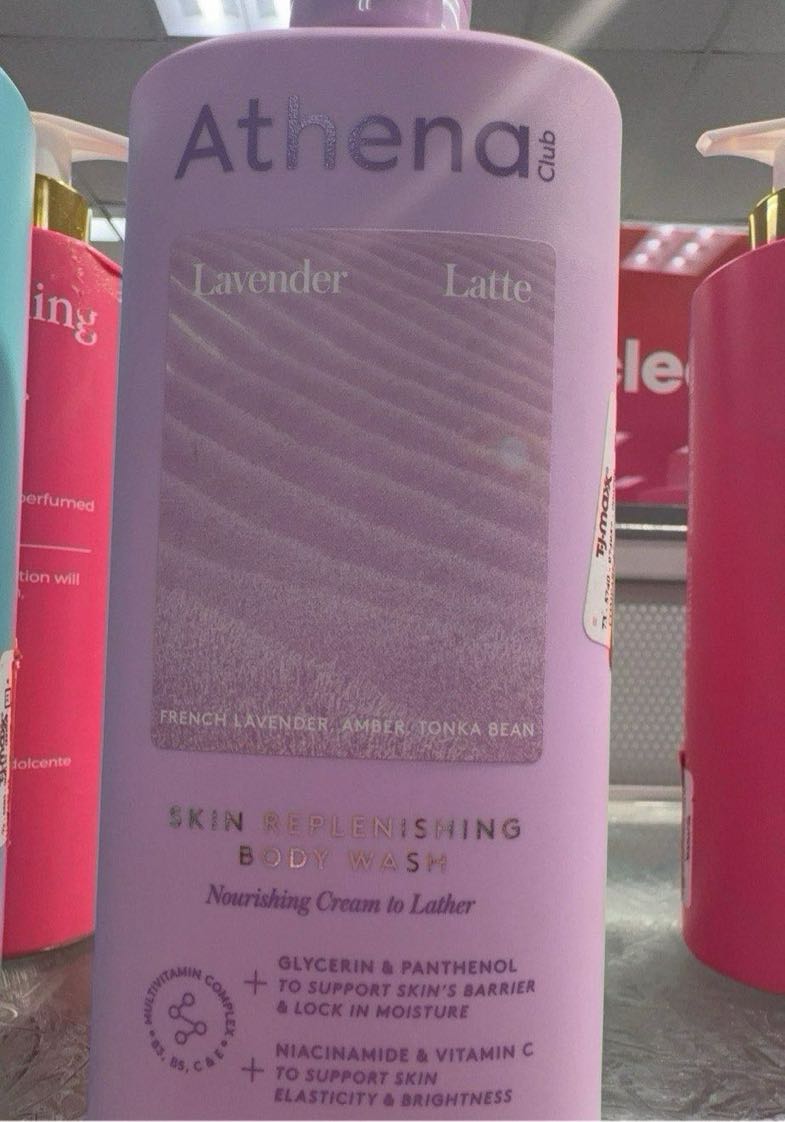 Athena
Club
Lavender Latte
FRENCH LAVENDER, AMBER, TONKA BEAN
SKIN REPLENISHING
BODY WASH
Nourishing Cream to Lather
MULTIVITAMIN COMPLEX
B3, B5, C & E
+ GLYCERIN & PANTHENOL
TO SUPPORT SKIN'S BARRIER
& LOCK IN MOISTURE
+ NIACINAMIDE & VITAMIN C
TO SUPPORT SKIN
ELASTICITY & BRIGHTNESS
ing
perfumed
tion will
dolcente
cle
TJ-maxx